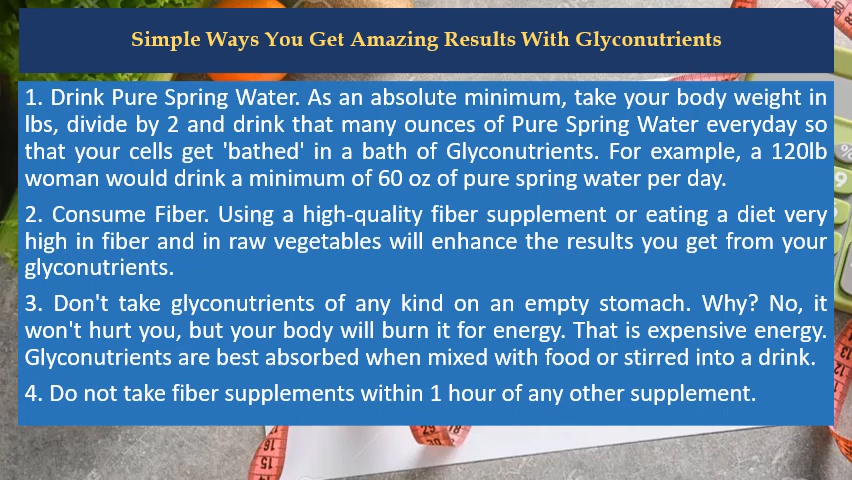 Simple Ways You Get Amazing Results With Glyconutrients
1. Drink Pure Spring Water. As an absolute minimum, take your body weight in
lbs, divide by 2 and drink that many ounces of Pure Spring Water everyday so
that your cells get 'bathed' in a bath of Glyconutrients. For example, a 120lb
woman would drink a minimum of 60 oz of pure spring water per day.
2. Consume Fiber. Using a high-quality fiber supplement or eating a diet very
high in fiber and in raw vegetables will enhance the results you get from your
glyconutrients.
3. Don't take glyconutrients of any kind on an empty stomach. Why? No, it
won't hurt you, but your body will burn it for energy. That is expensive energy.
Glyconutrients are best absorbed when mixed with food or stirred into a drink.
4. Do not take fiber supplements within 1 hour of any other supplement.